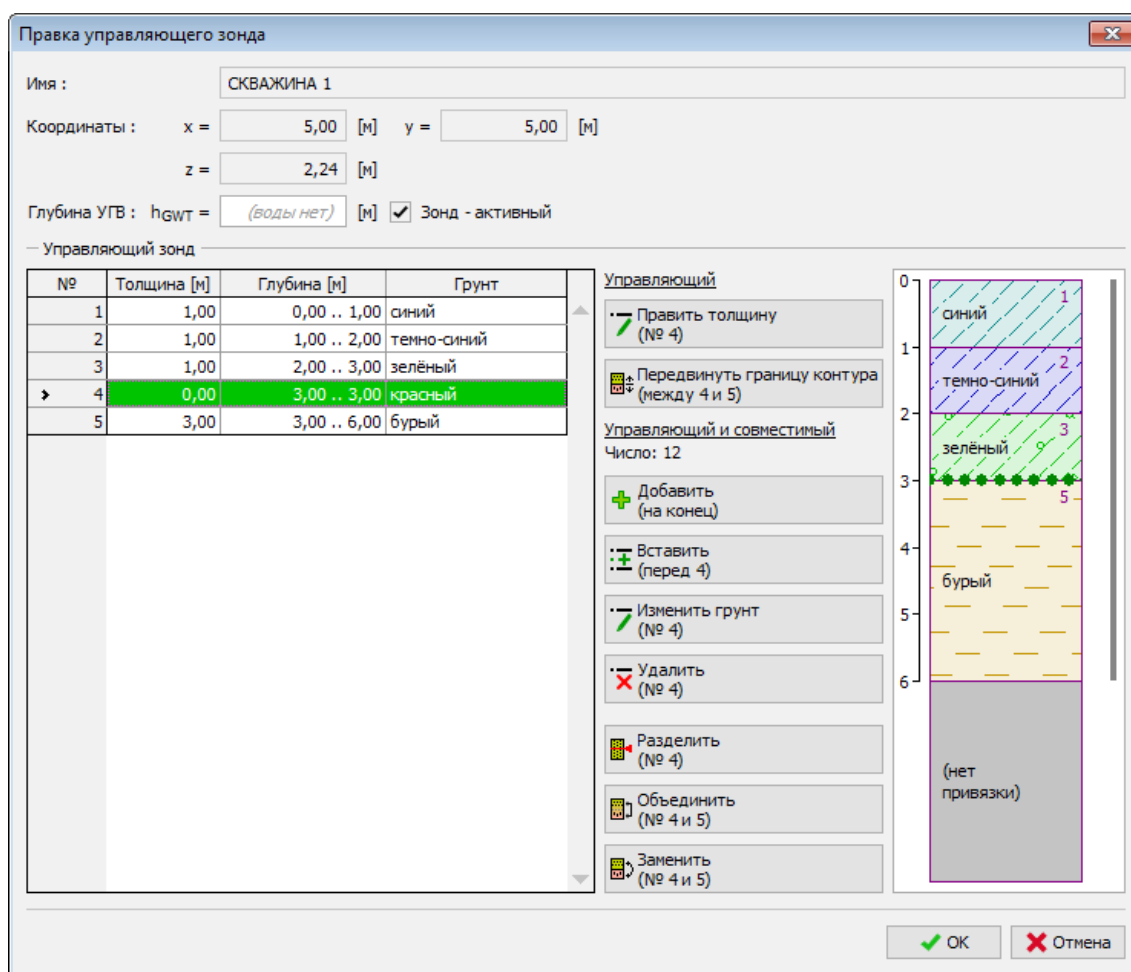 Правка управляющего зонда
Имя : СКВАЖИНА 1
Координаты : x = 5,00 [м] y = 5,00 [м]
z = 2,24 [м]
Глубина УГВ : hGWT = (воды нет) [м] Зонд - активный
Управляющий зонд
№ Толщина [м] Глубина [м] Грунт
1 1,00 0,00 .. 1,00 синий
2 1,00 1,00 .. 2,00 темно-синий
3 1,00 2,00 .. 3,00 зелёный
4 0,00 3,00 .. 3,00 красный
5 3,00 3,00 .. 6,00 бурый
Управляющий
Править толщину
(№ 4)
Передвинуть границу контура
(между 4 и 5)
Управляющий и совместимый
Число: 12
Добавить
(на конец)
Вставить
(перед 4)
Изменить грунт
(№ 4)
Удалить
(№ 4)
Разделить
(№ 4)
Объединить
(№ 4 и 5)
Заменить
(№ 4 и 5)
0
1
синий
1
2
темно-синий
2
3
зелёный
3
5
4
бурый
5
6
(нет
привязки)
OK Отмена